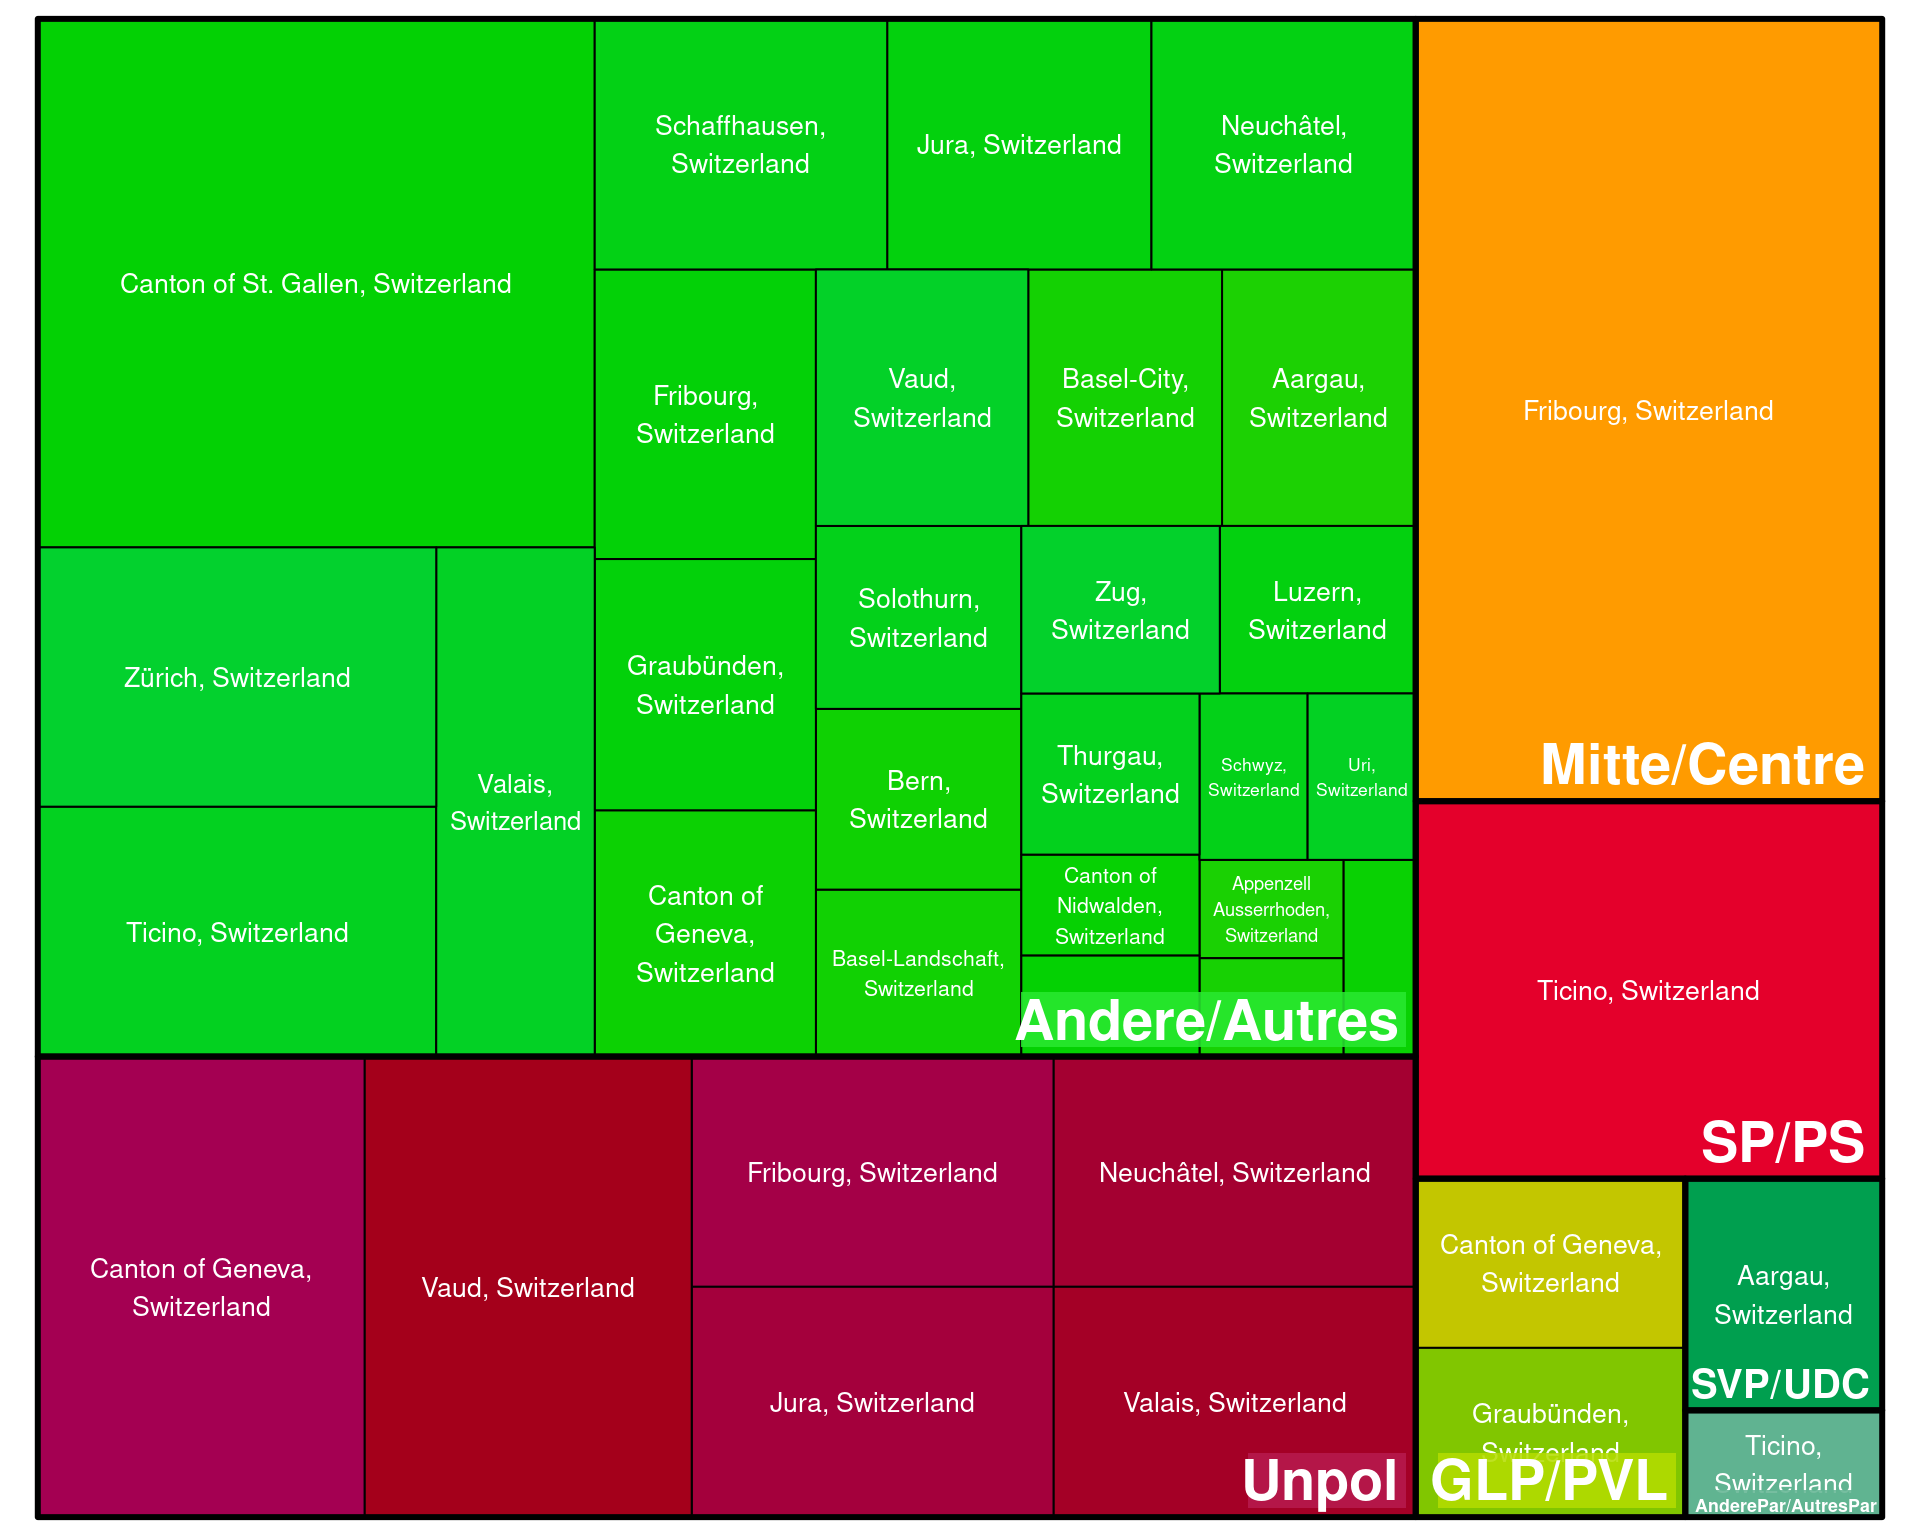 Canton of St. Gallen, Switzerland
Schaffhausen,
Switzerland
Jura, Switzerland
Neuchâtel,
Switzerland
Fribourg,
Switzerland
Vaud,
Switzerland
Basel-City,
Switzerland
Aargau,
Switzerland
Zürich, Switzerland
Valais,
Switzerland
Ticino, Switzerland
Graubünden,
Switzerland
Canton of
Geneva,
Switzerland
Solothurn,
Switzerland
Zug,
Switzerland
Luzern,
Switzerland
Bern,
Switzerland
Thurgau,
Switzerland
Schwyz,
Switzerland
Uri,
Switzerland
Basel-Landschaft,
Switzerland
Canton of
Nidwalden,
Switzerland
Appenzell
Ausserrhoden,
Switzerland
Andere/Autres
Fribourg, Switzerland
Mitte/Centre
Ticino, Switzerland
SP/PS
Canton of Geneva,
Switzerland
Vaud, Switzerland
Fribourg, Switzerland
Neuchâtel, Switzerland
Jura, Switzerland
Valais, Switzerland
Unpol
Canton of Geneva,
Switzerland
Graubünden,
Switzerland
GLP/PVL
Aargau,
Switzerland
SVP/UDC
Ticino,
Switzerland
AnderePar/AutresPar